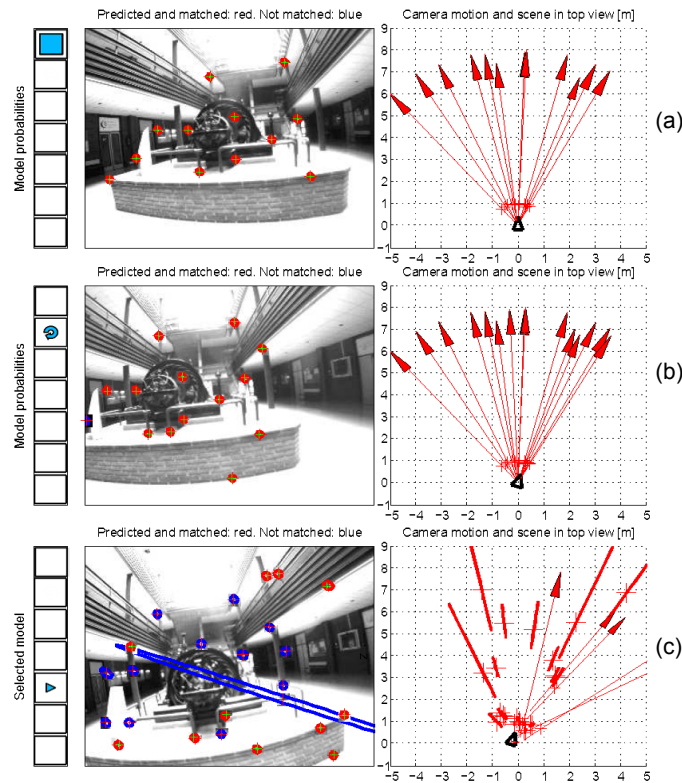 Predicted and matched: red. Not matched: blue
Camera motion and scene in top view [m]
Model probabilities
9
8
7
6
5
4
3
2
1
0
-1
-5 -4 -3 -2 -1 0 1 2 3 4 5
(a)
Predicted and matched: red. Not matched: blue
Camera motion and scene in top view [m]
Model probabilities
9
8
7
6
5
4
3
2
1
0
-1
-5 -4 -3 -2 -1 0 1 2 3 4 5
(b)
Predicted and matched: red. Not matched: blue
Camera motion and scene in top view [m]
Selected model
9
8
7
6
5
4
3
2
1
0
-1
-5 -4 -3 -2 -1 0 1 2 3 4 5
(c)